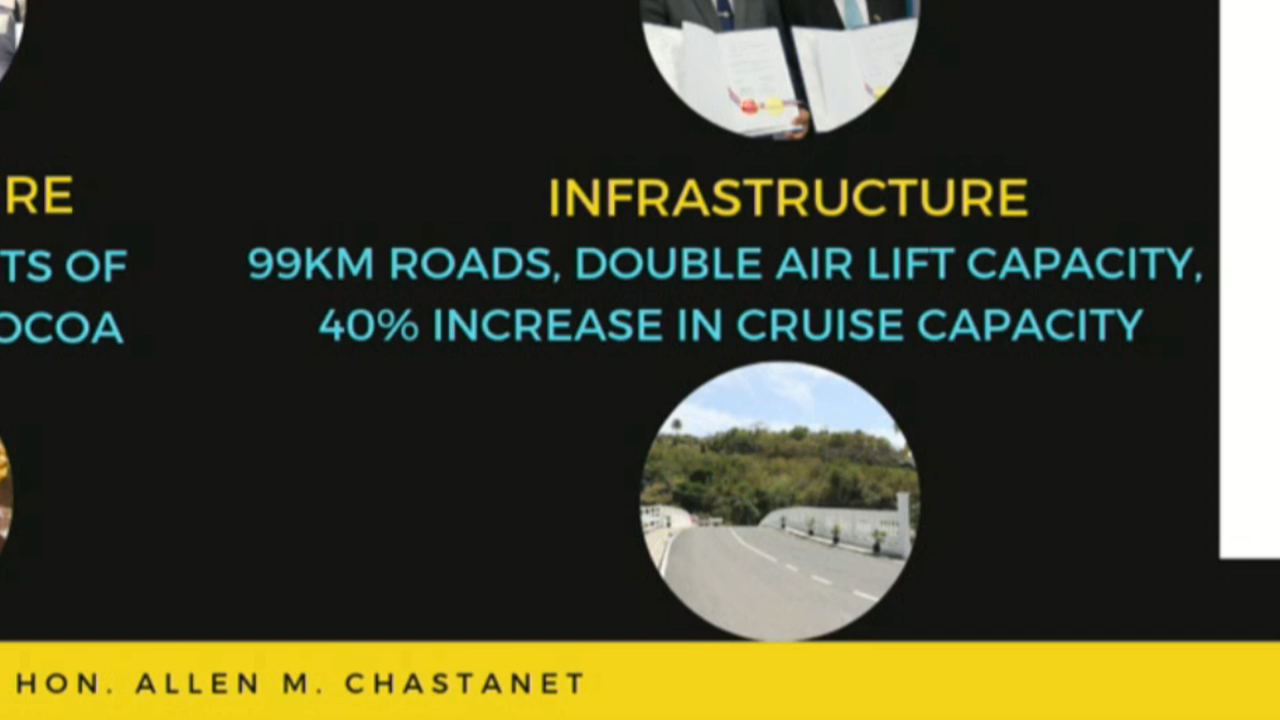 RE
TS OF
OCOA
INFRASTRUCTURE
99KM ROADS, DOUBLE AIR LIFT CAPACITY,
40% INCREASE IN CRUISE CAPACITY
HON. ALLEN M. CHASTANET